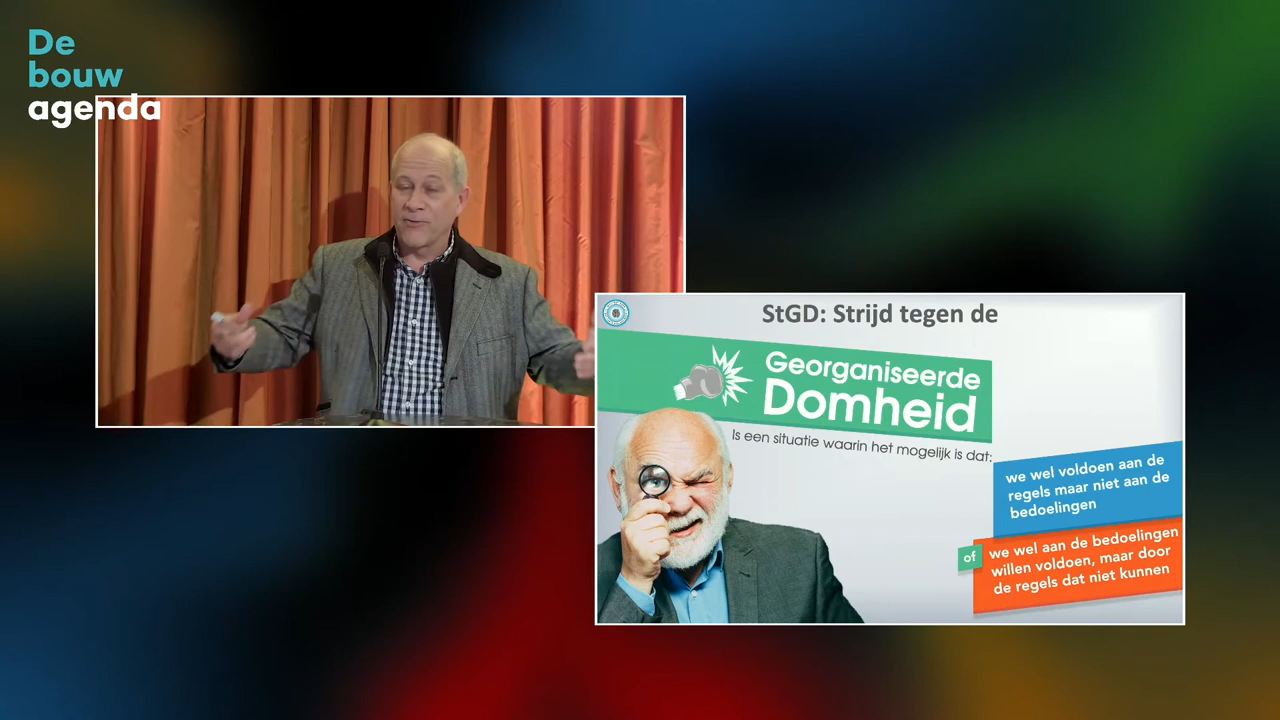 De
bouw
agenda
StGD: Strijd tegen de
Georganiseerde
Domheid
Is een situatie waarin het mogelijk is dat:
we wel voldoen aan de
regels maar niet aan de
bedoelingen
of
we wel aan de bedoelingen
willen voldoen, maar door
de regels dat niet kunnen